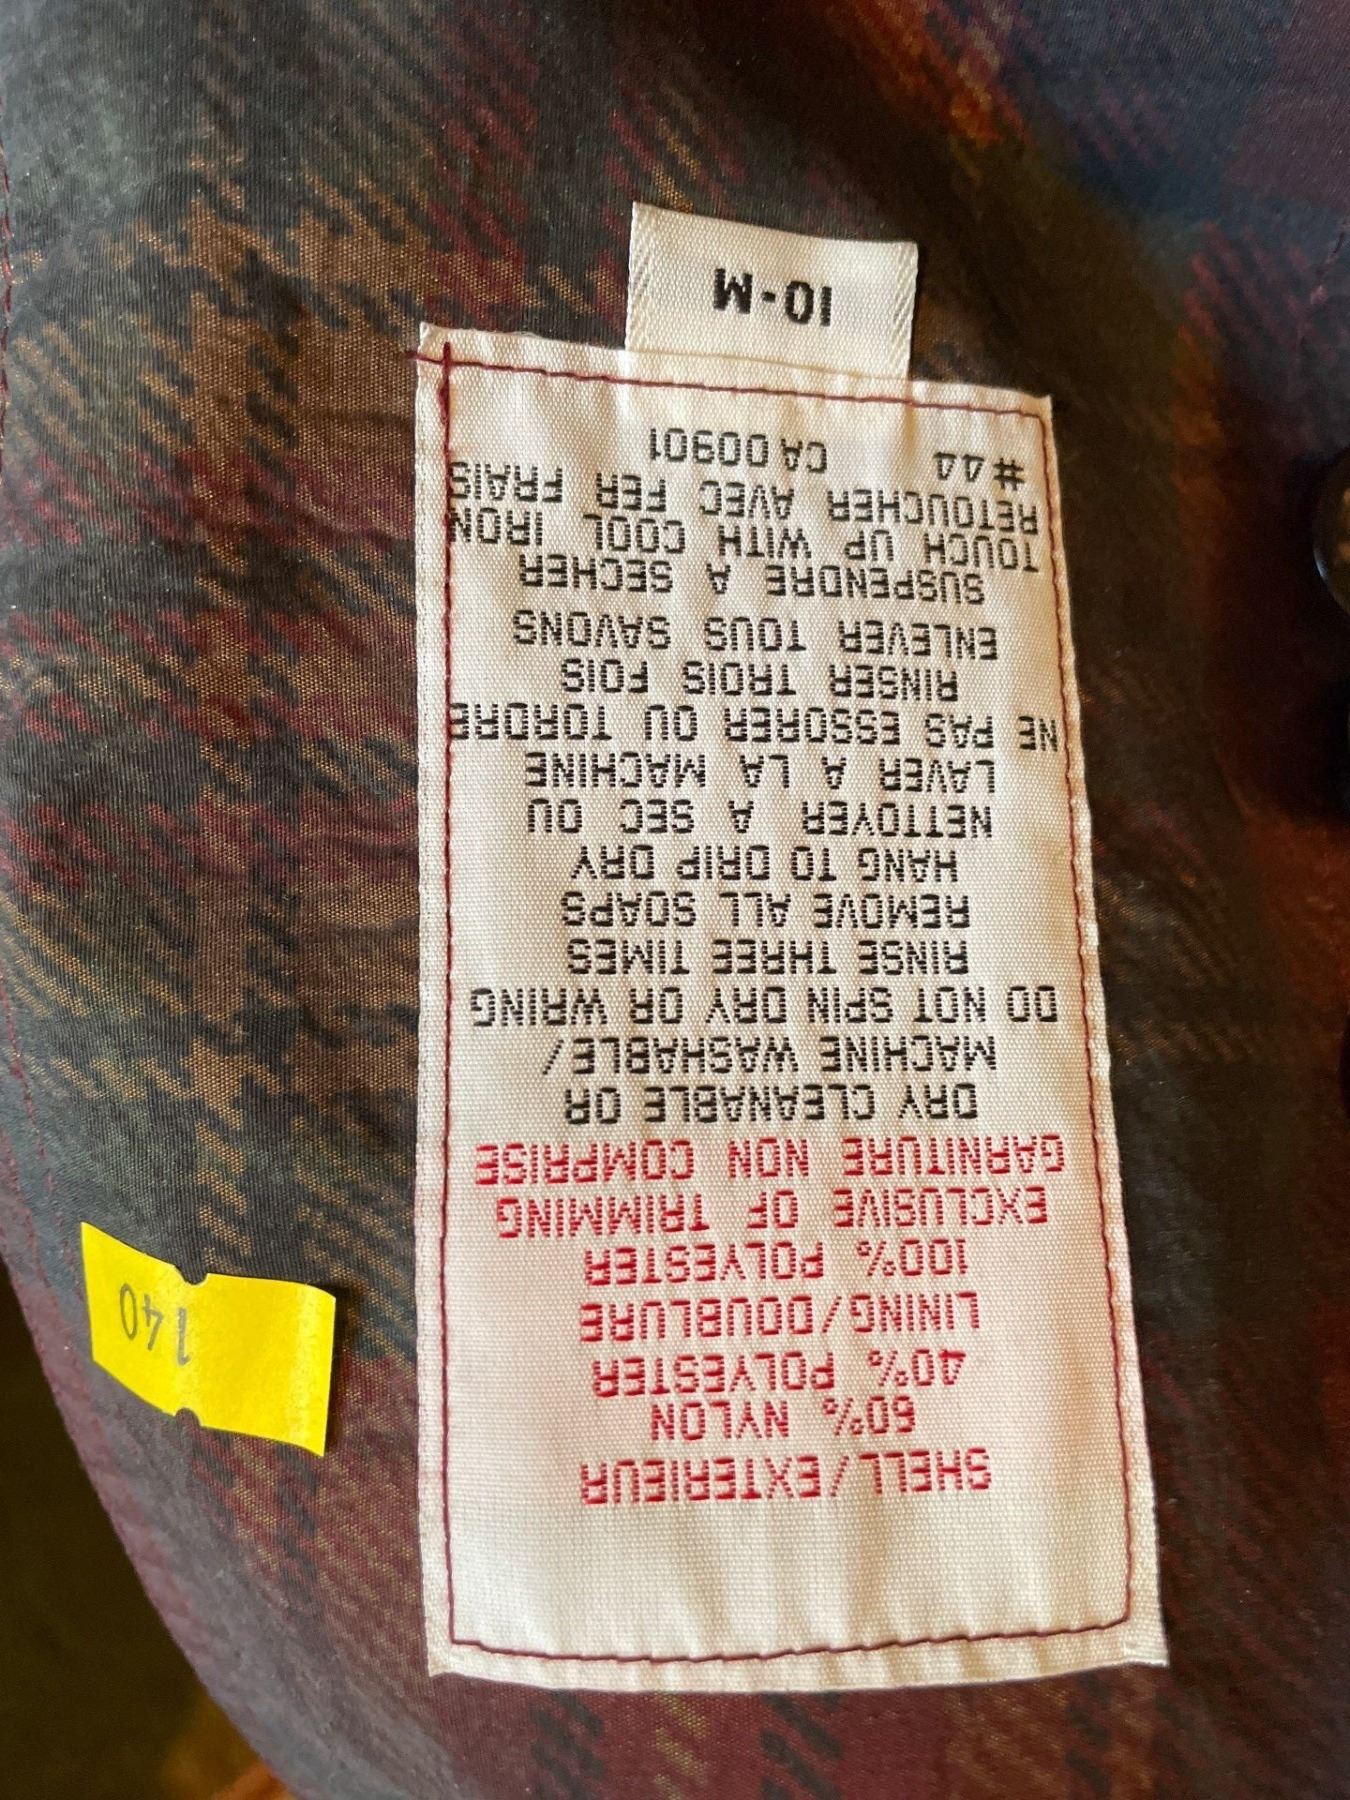 SHELL/EXTERIEUR
60% NYLON
40% POLYESTER
LINING/DOUBLURE
100% POLYESTER
EXCLUSIVE OF TRIMMING
GARNITURE NON COMPRISE
DRY CLEANABLE OR
MACHINE WASHABLE/
DO NOT SPIN DRY OR WRING
RINSE THREE TIMES
REMOVE ALL SOAPS
HANG TO DRIP DRY
NETTOYER A SEC OU
LAVER A LA MACHINE
NE PAS ESSORER OU TORDRE
RINSER TROIS FOIS
ENLEVER TOUS SAVONS
SUSPENDRE A SECHER
TOUCH UP WITH COOL IRON
RETOUCHER AVEC FER FRAIS
#44 CA 00901
10-M
140